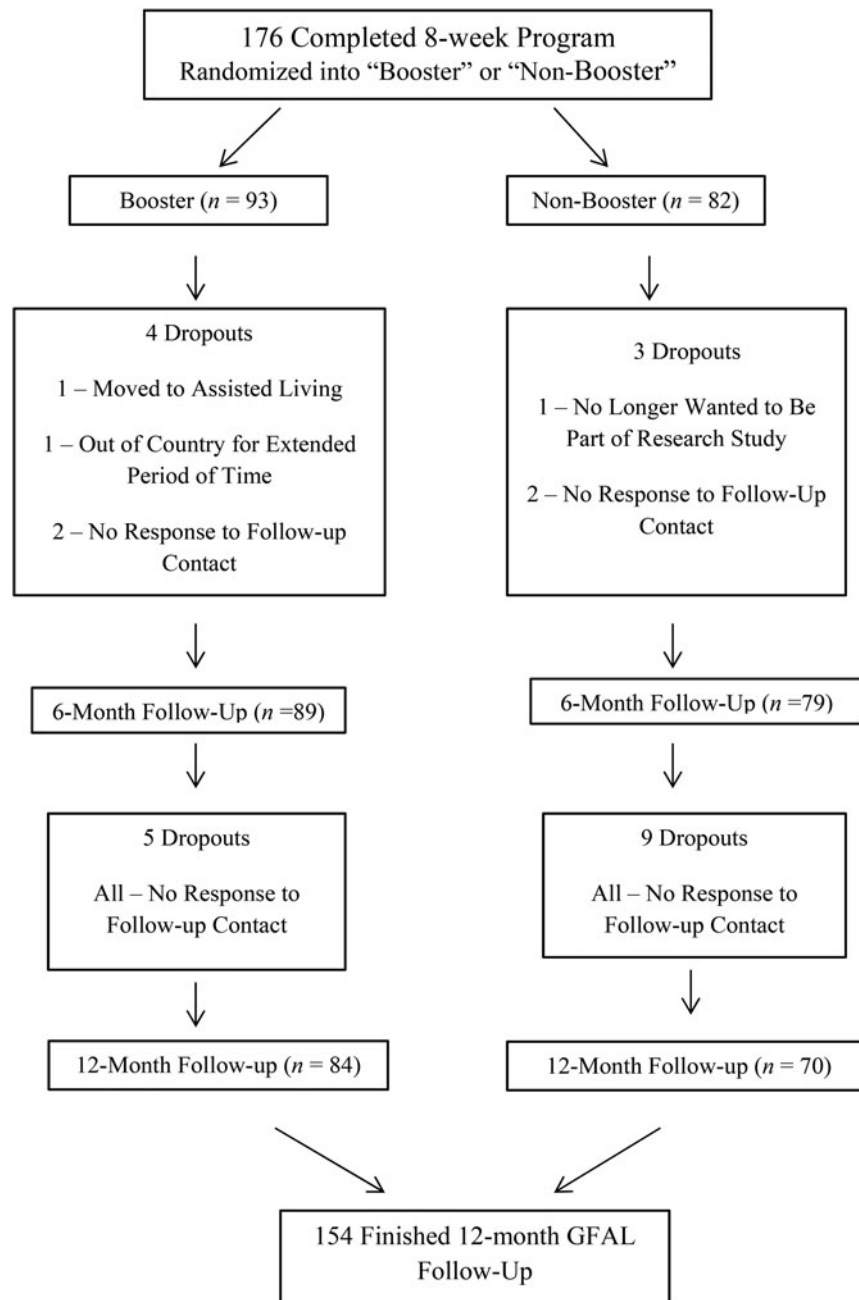 176 Completed 8-week Program
Randomized into “Booster” or “Non-Booster”
Booster (n = 93)
Non-Booster (n = 82)
4 Dropouts
1 – Moved to Assisted Living
1 – Out of Country for Extended
Period of Time
2 – No Response to Follow-up
Contact
3 Dropouts
1 – No Longer Wanted to Be
Part of Research Study
2 – No Response to Follow-Up
Contact
6-Month Follow-Up (n =89)
6-Month Follow-Up (n =79)
5 Dropouts
All – No Response to
Follow-up Contact
9 Dropouts
All – No Response to
Follow-up Contact
12-Month Follow-up (n = 84)
12-Month Follow-up (n = 70)
154 Finished 12-month GFAL
Follow-Up